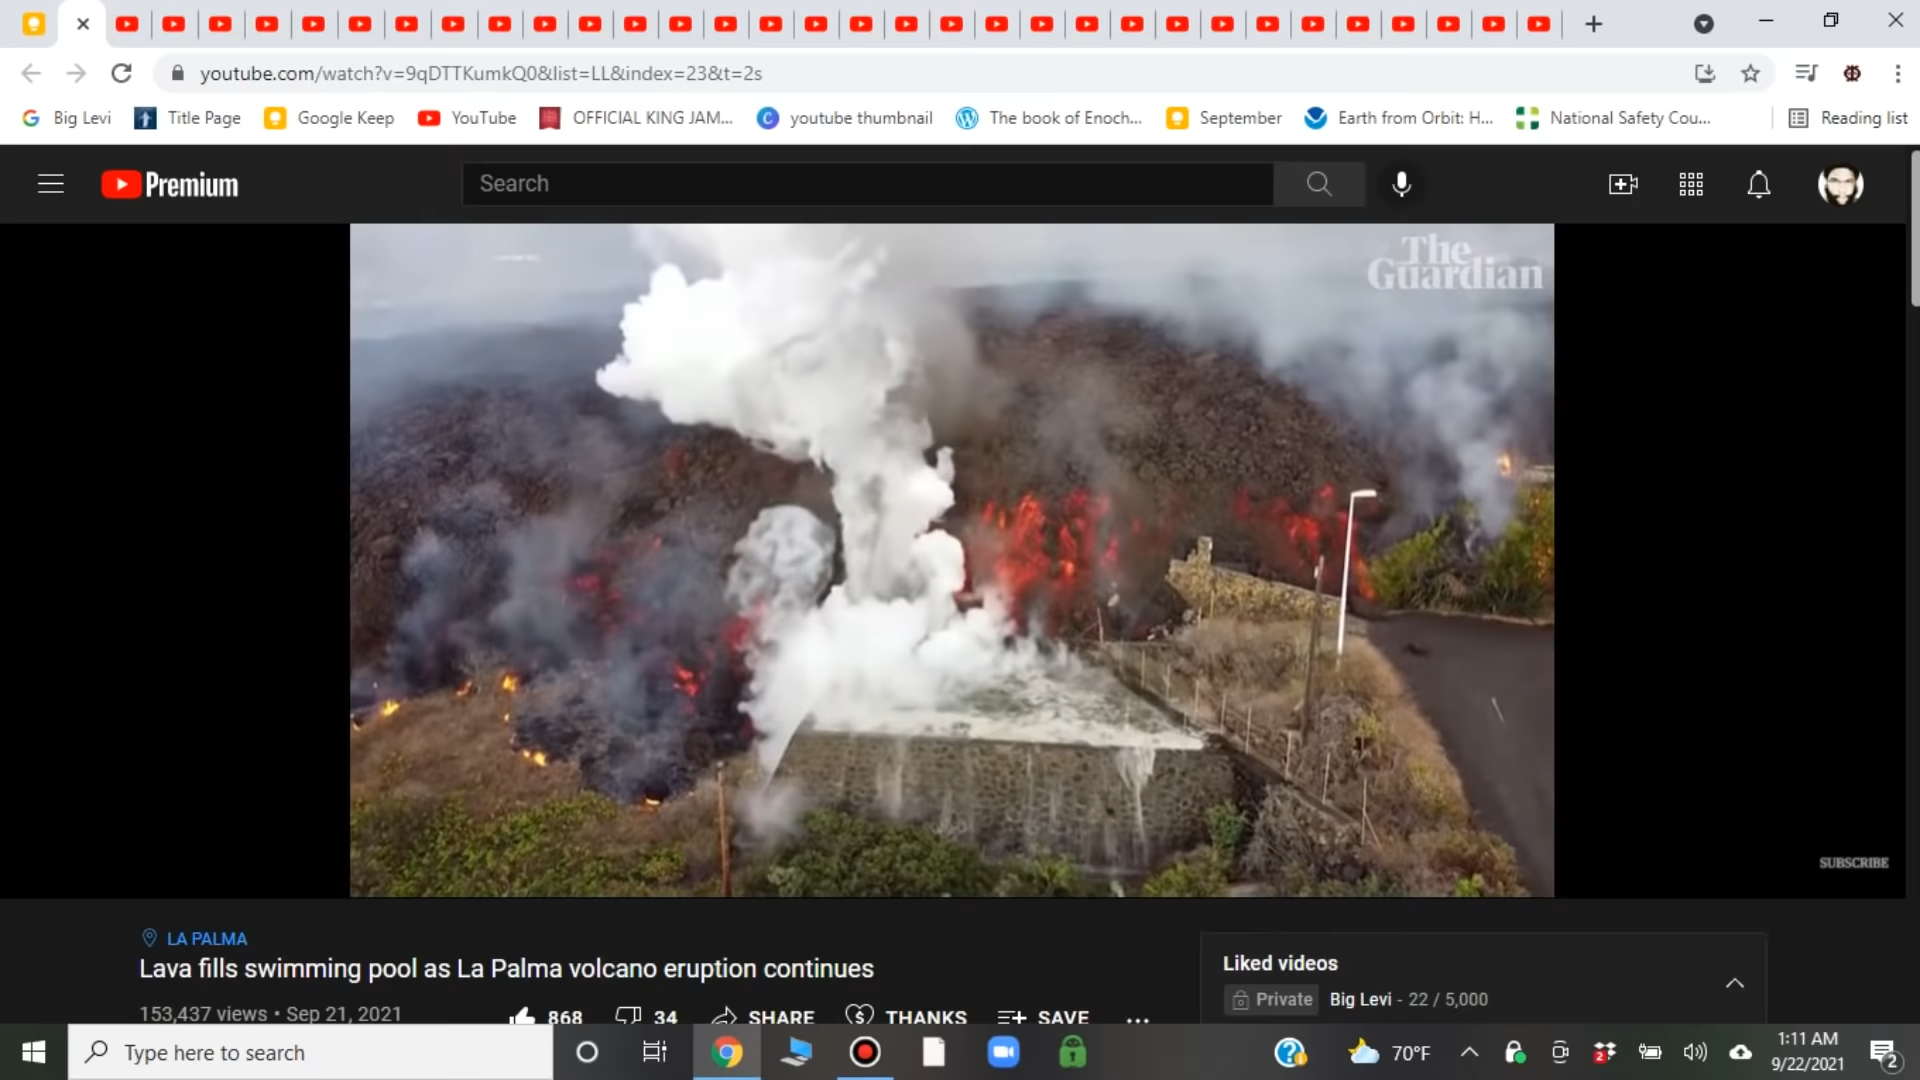 youtube.com/watch?v=9qDTTKumkQ0&list=LL&index=23&t=2s
Big Levi
Title Page
Google Keep
YouTube
OFFICIAL KING JAM...
youtube thumbnail
The book of Enoch...
September
Earth from Orbit: H...
National Safety Cou...
Reading list
Premium
Search
The
Guardian
SUBSCRIBE
LA PALMA
Lava fills swimming pool as La Palma volcano eruption continues
153,437 views • Sep 21, 2021
868
34
SHARE
THANKS
SAVE
Liked videos
Private
Big Levi - 22 / 5,000
Type here to search
70°F
1:11 AM
9/22/2021
2
2